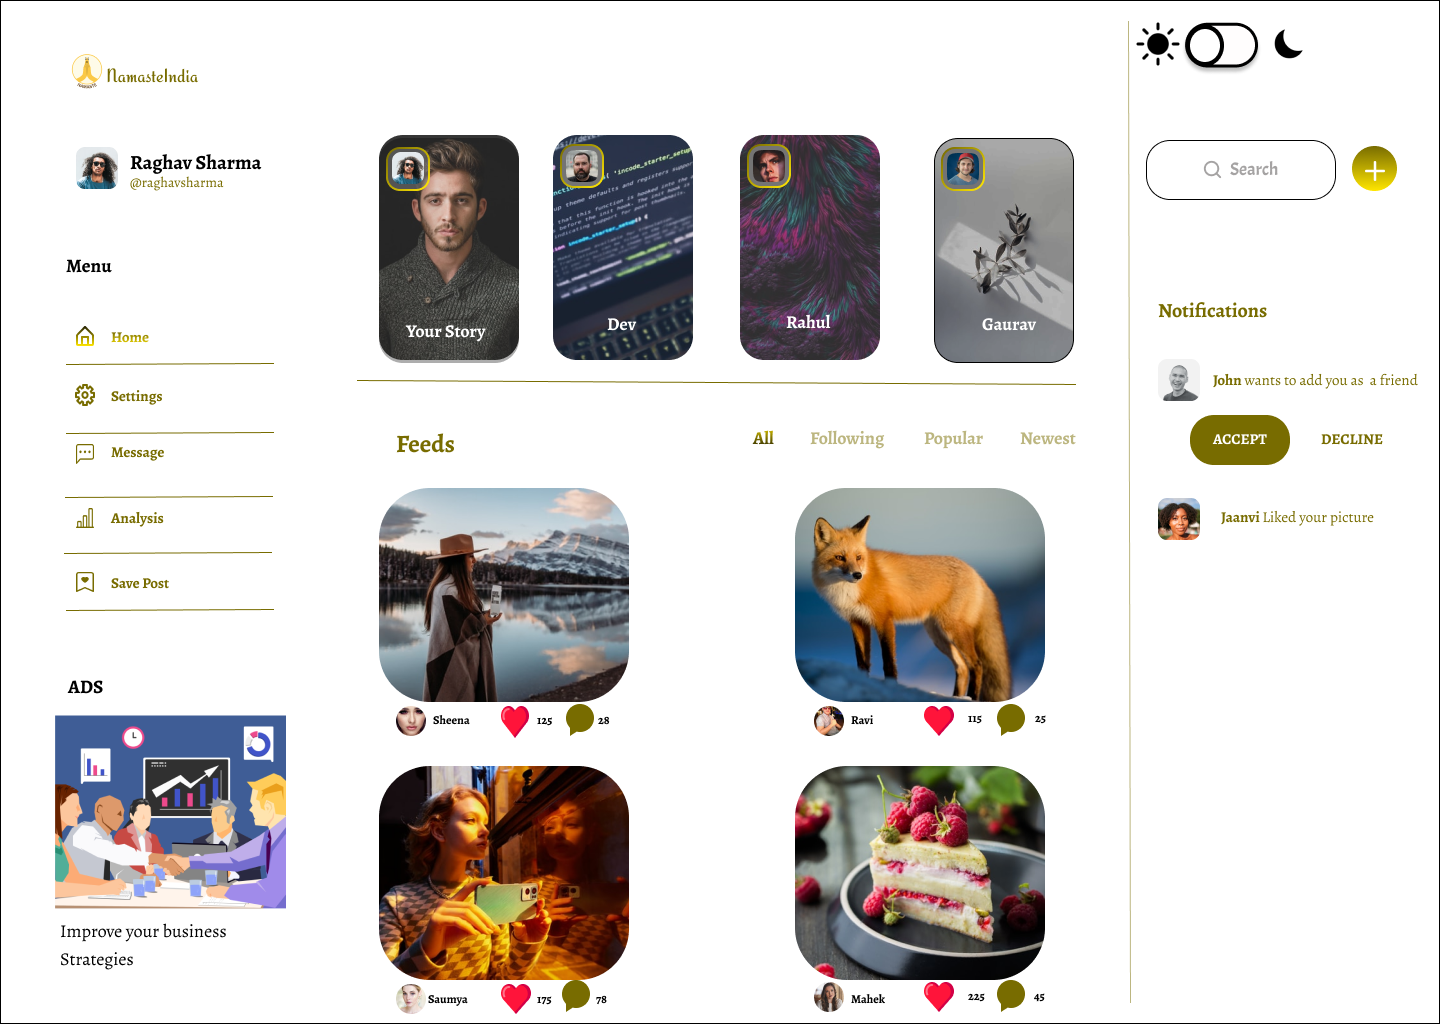 NamasteIndia
Raghav Sharma
@raghavsharma
Menu
Home
Settings
Message
Analysis
Save Post
ADS
Improve your business
Strategies
Your Story
Dev
Rahul
Gaurav
Feeds
All Following Popular Newest
Sheena 125 28
Ravi 115 25
Saumya 175 78
Mahek 225 45
Search
Notifications
John wants to add you as a friend
ACCEPT DECLINE
Jaanvi Liked your picture